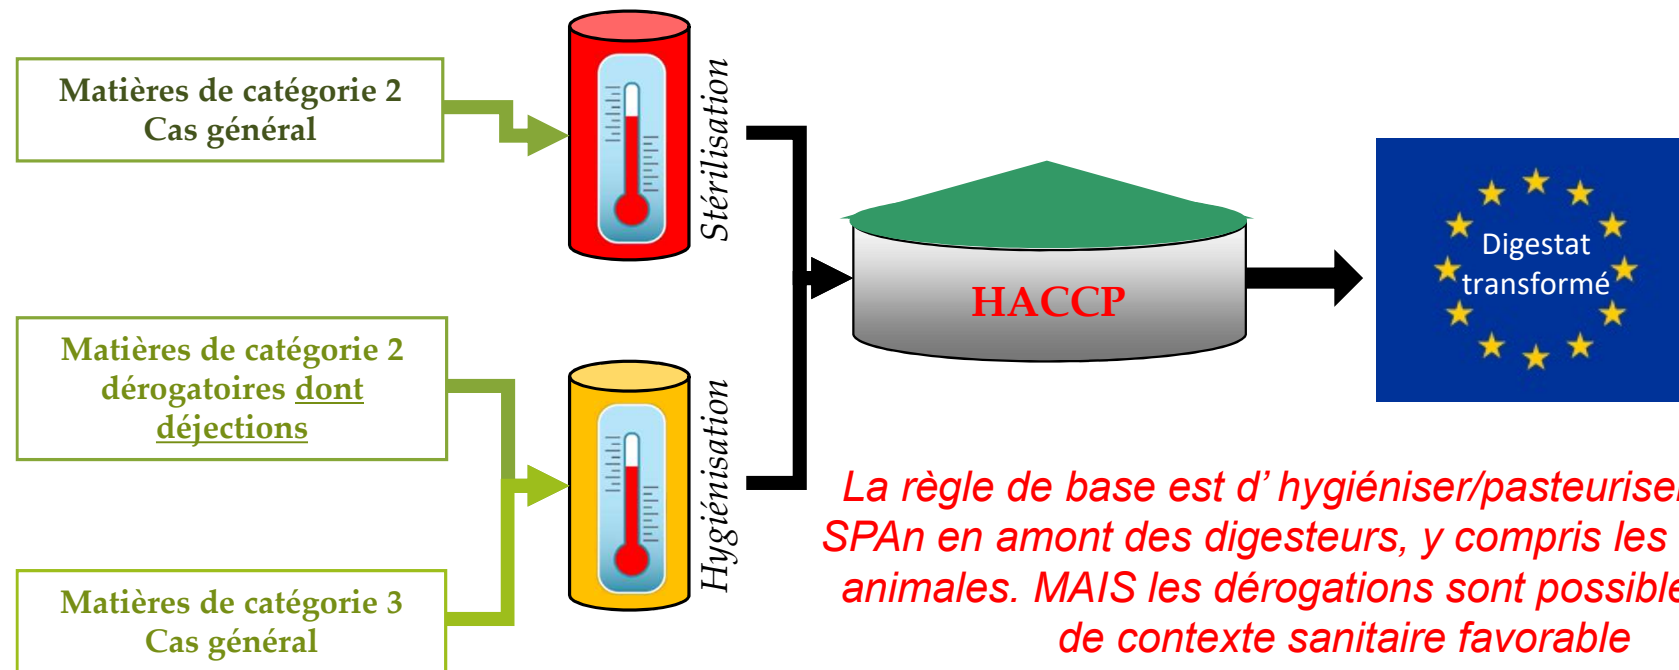 Matières de catégorie 2
Cas général
Stérilisation
Matières de catégorie 2
dérogatoires dont
déjections
Hygiénisation
Matières de catégorie 3
Cas général
HACCP
Digestat
transformé
La règle de base est d’ hygiéniser/pasteuriser
SPAn en amont des digesteurs, y compris les
animales. MAIS les dérogations sont possible
de contexte sanitaire favorable